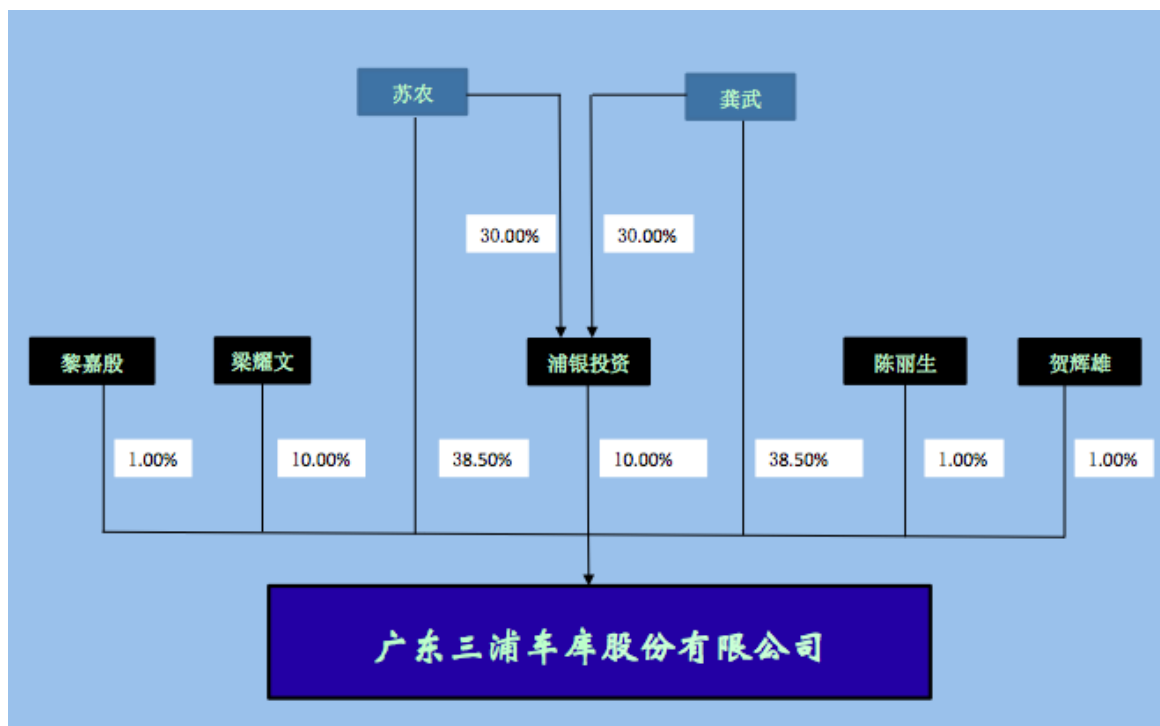 苏农
龚武
30.00%
30.00%
黎嘉殷
梁耀文
浦银投资
陈丽生
贺辉雄
1.00%
10.00%
38.50%
10.00%
38.50%
1.00%
1.00%
广东三浦车库股份有限公司